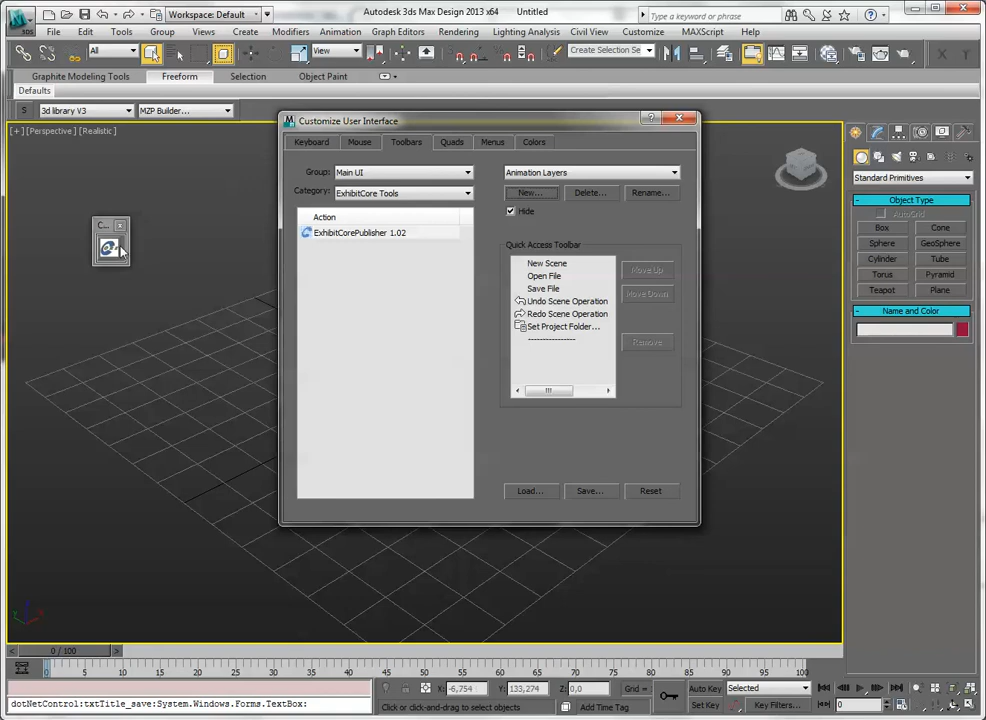 Workspace: Default
Autodesk 3ds Max Design 2013 x64
Untitled
Type a keyword or phrase
File Edit Tools Group Views Create Modifiers Animation Graph Editors Rendering Lighting Analysis Civil View Customize MAXScript Help
All
View
Create Selection Se
Graphite Modeling Tools Freeform Selection Object Paint
Defaults
S 3d library V3 MZP Builder...
[+] [Perspective] [Realistic]
C...
Customize User Interface
Keyboard Mouse Toolbars Quads Menus Colors
Group: Main UI
Category: ExhibitCore Tools
Action
ExhibitCorePublisher 1.02
Animation Layers
New... Delete... Rename...
Hide
Quick Access Toolbar
New Scene
Open File
Save File
Undo Scene Operation
Redo Scene Operation
Set Project Folder...
----------------
Move Up
Move Down
Remove
Load... Save... Reset
Standard Primitives
Object Type
AutoGrid
Box Cone
Sphere GeoSphere
Cylinder Tube
Torus Pyramid
Teapot Plane
Name and Color
0 / 100
0 5 10 15 20 25 30 35 40 45 50 55 60 65 70 75 80 85 90 95 100
X: -6,754 Y: 133,274 Z: 0,0 Grid =
Auto Key Selected
dotNetControl:txtTitle_save:System.Windows.Forms.TextBox:
Click or click-and-drag to select objects
Add Time Tag
Set Key Key Filters...
0